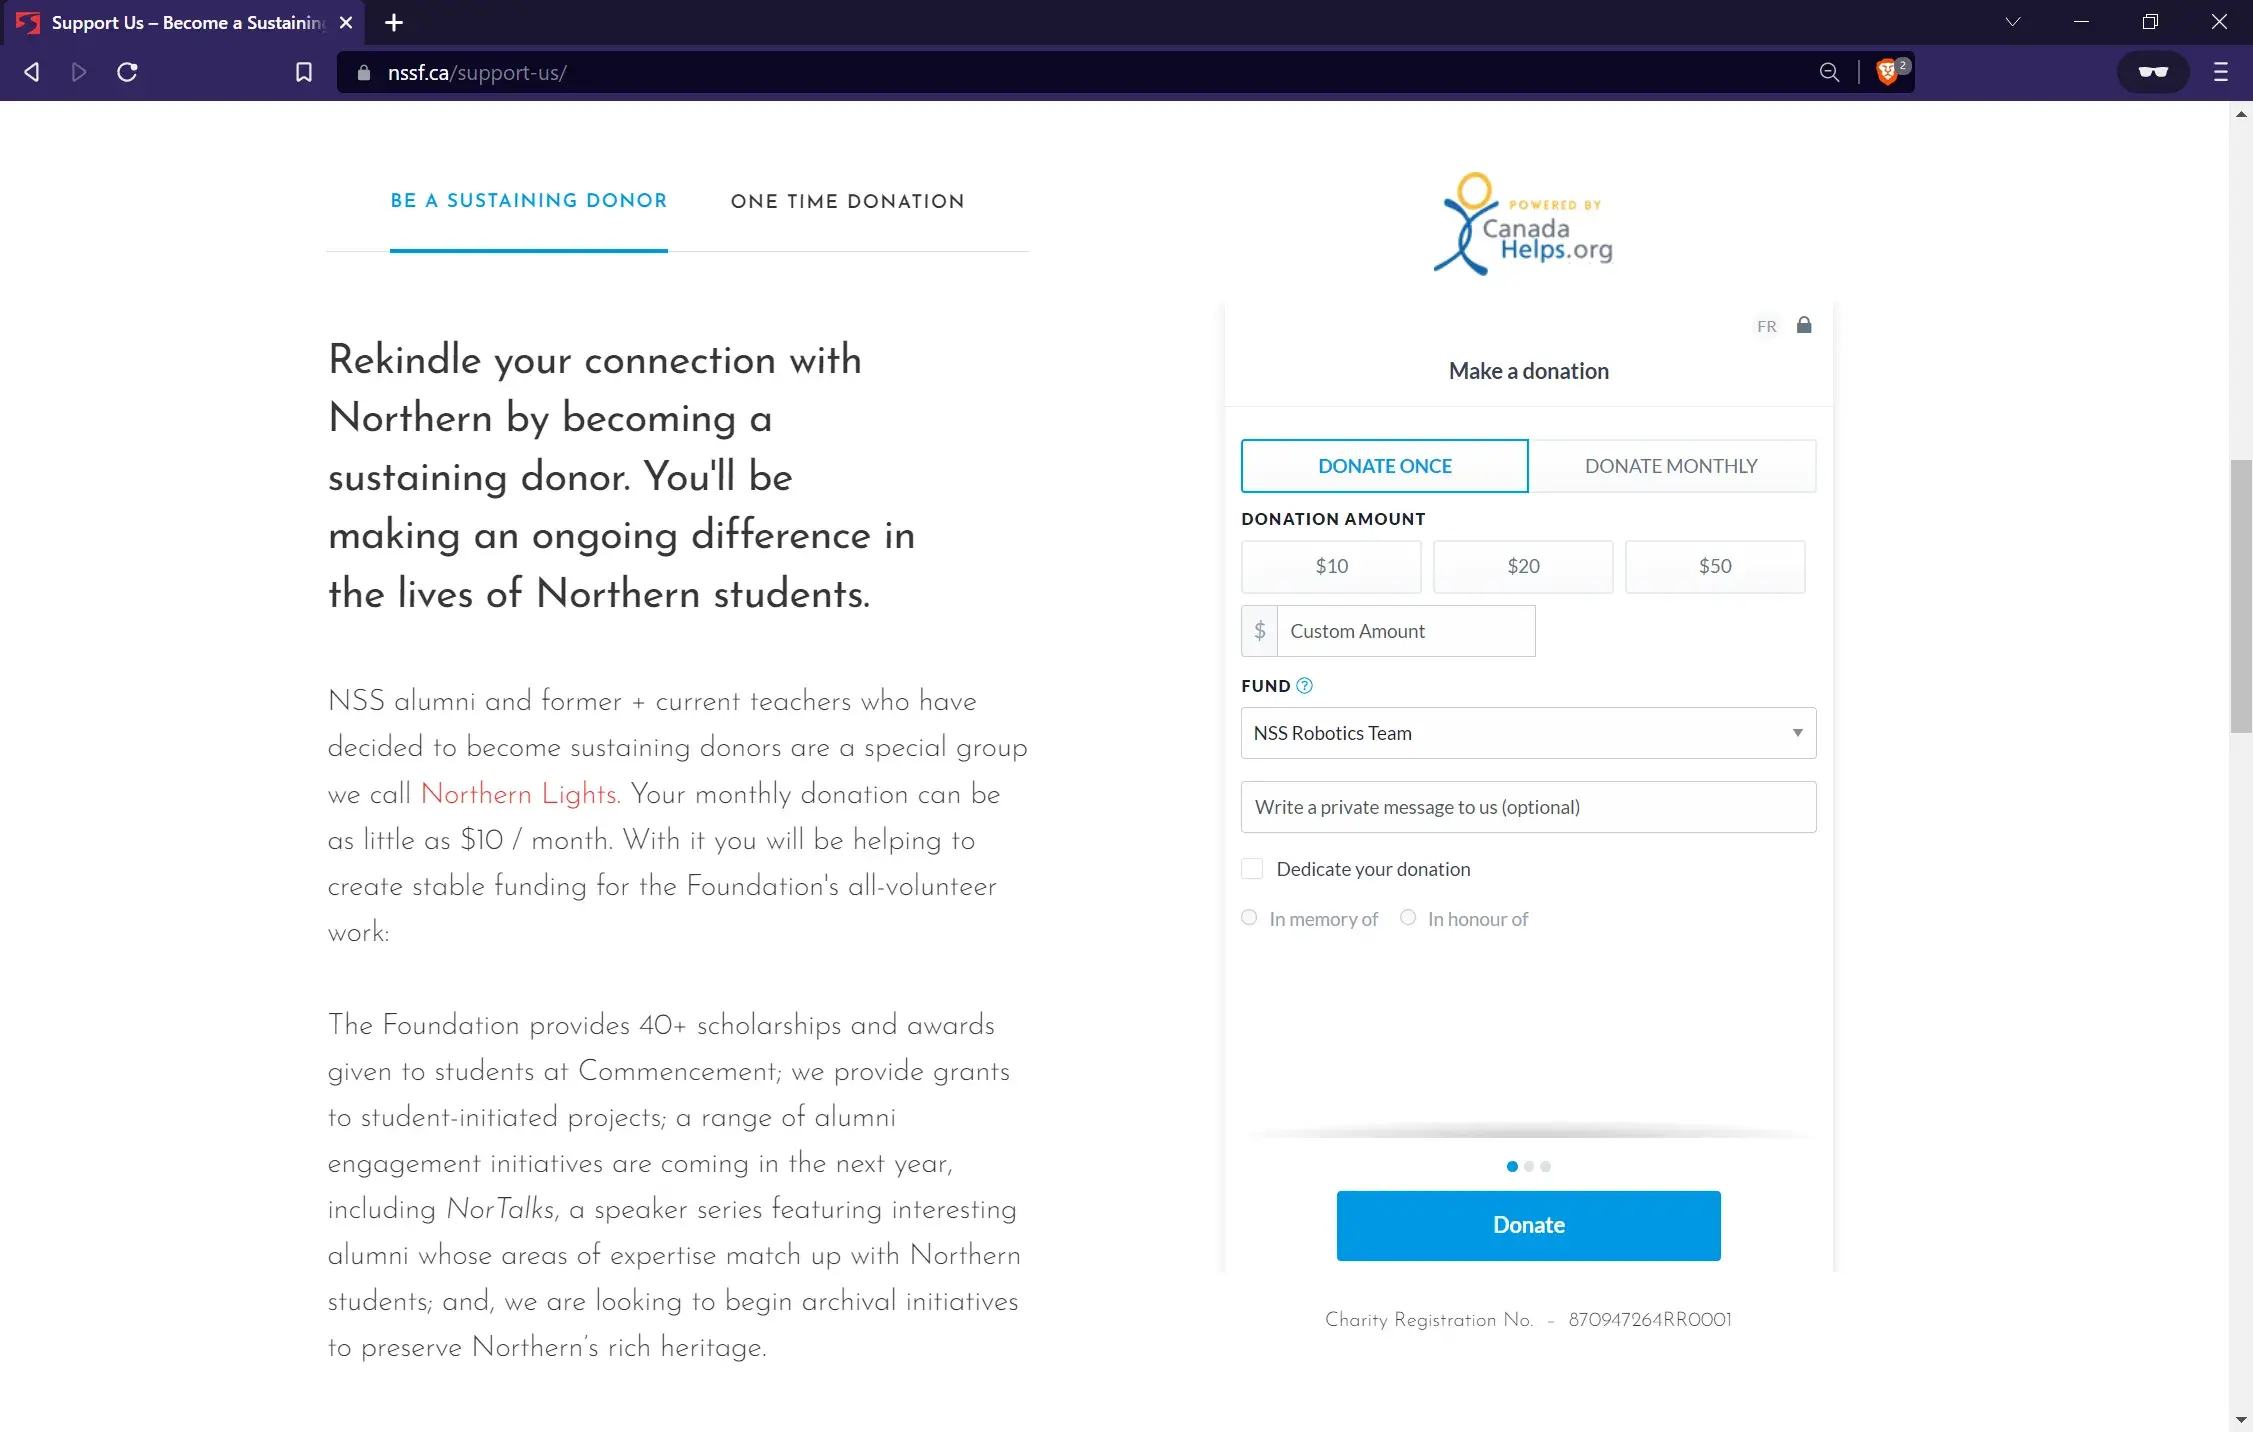 Support Us – Become a Sustaining
nssf.ca/support-us/
2
BE A SUSTAINING DONOR
ONE TIME DONATION
Rekindle your connection with
Northern by becoming a
sustaining donor. You'll be
making an ongoing difference in
the lives of Northern students.
NSS alumni and former + current teachers who have
decided to become sustaining donors are a special group
we call Northern Lights. Your monthly donation can be
as little as $10 / month. With it you will be helping to
create stable funding for the Foundation's all-volunteer
work:
The Foundation provides 40+ scholarships and awards
given to students at Commencement; we provide grants
to student-initiated projects; a range of alumni
engagement initiatives are coming in the next year,
including NorTalks, a speaker series featuring interesting
alumni whose areas of expertise match up with Northern
students; and, we are looking to begin archival initiatives
to preserve Northern’s rich heritage.
POWERED BY
Canada
Helps.org
FR
Make a donation
DONATE ONCE
DONATE MONTHLY
DONATION AMOUNT
$10
$20
$50
$ Custom Amount
FUND ?
NSS Robotics Team
Write a private message to us (optional)
Dedicate your donation
In memory of
In honour of
Donate
Charity Registration No. – 870947264RR0001